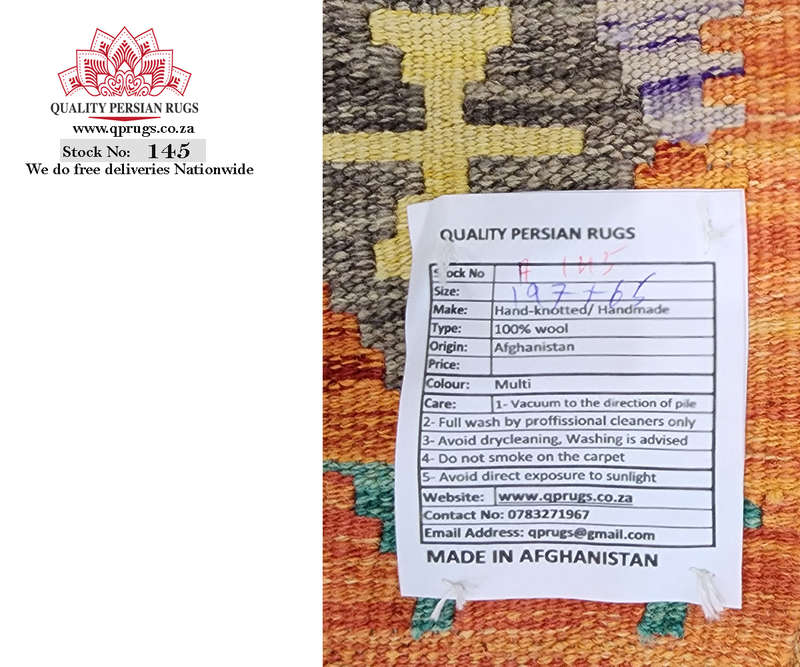 QUALITY PERSIAN RUGS
www.qprugs.co.za
Stock No: 145
We do free deliveries Nationwide
QUALITY PERSIAN RUGS
Stock No A 145
Size: 197 + 65
Make: Hand-knotted/ Handmade
Type: 100% wool
Origin: Afghanistan
Price:
Colour: Multi
Care: 1- Vacuum to the direction of pile
2- Full wash by proffissional cleaners only
3- Avoid drycleaning, Washing is advised
4- Do not smoke on the carpet
5- Avoid direct exposure to sunlight
Website: www.qprugs.co.za
Contact No: 0783271967
Email Address: qprugs@gmail.com
MADE IN AFGHANISTAN